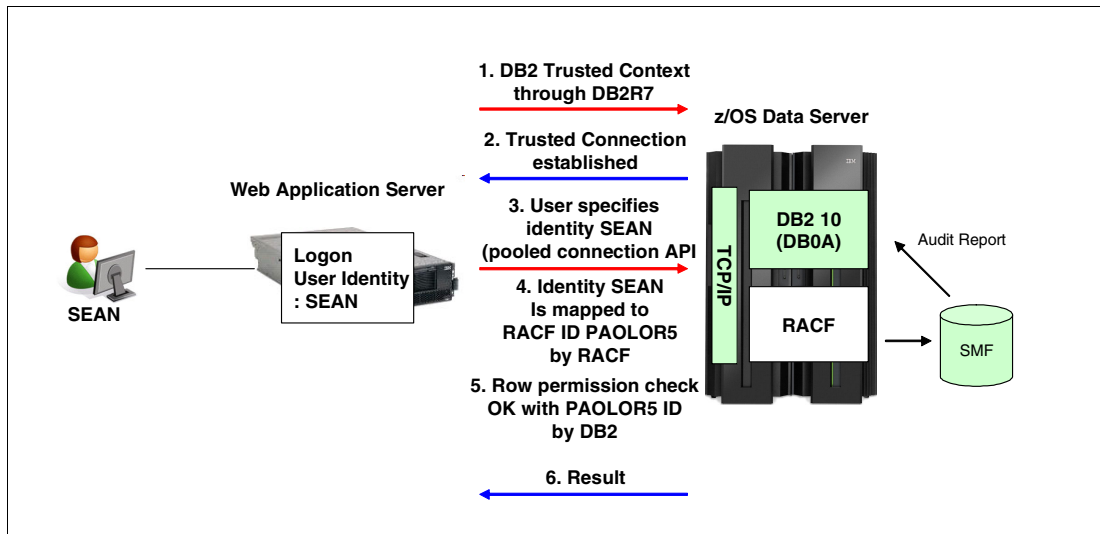 1. DB2 Trusted Context
through DB2R7
z/OS Data Server
2. Trusted Connection
established
Web Application Server
3. User specifies
identity SEAN
(pooled connection API
Logon
User Identity
: SEAN
SEAN
4. Identity SEAN
Is mapped to
RACF ID PAOLOR5
by RACF
5. Row permission check
OK with PAOLOR5 ID
by DB2
6. Result
TCP/IP
IBM
DB2 10
(DB0A)
RACF
Audit Report
SMF